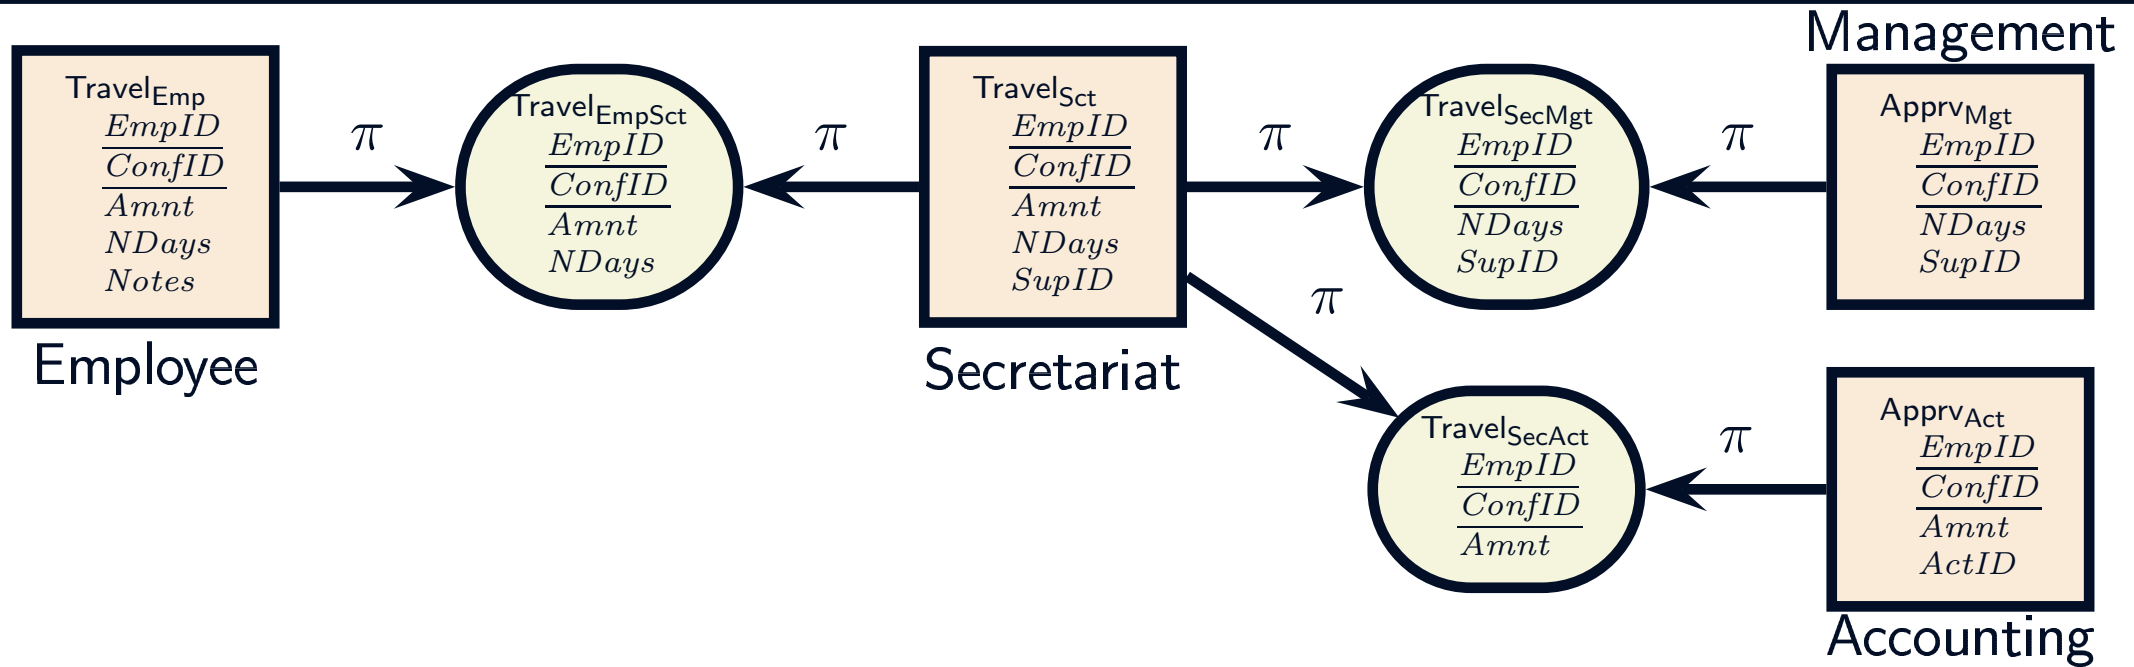 Travel_Emp
EmpID
ConfID
Amnt
NDays
Notes
Employee
π
Travel_EmpSct
EmpID
ConfID
Amnt
NDays
π
Travel_Sct
EmpID
ConfID
Amnt
NDays
SupID
Secretariat
π
Travel_SecMgt
EmpID
ConfID
NDays
SupID
π
Management
Apprv_Mgt
EmpID
ConfID
NDays
SupID
π
Travel_SecAct
EmpID
ConfID
Amnt
π
Apprv_Act
EmpID
ConfID
Amnt
ActID
Accounting